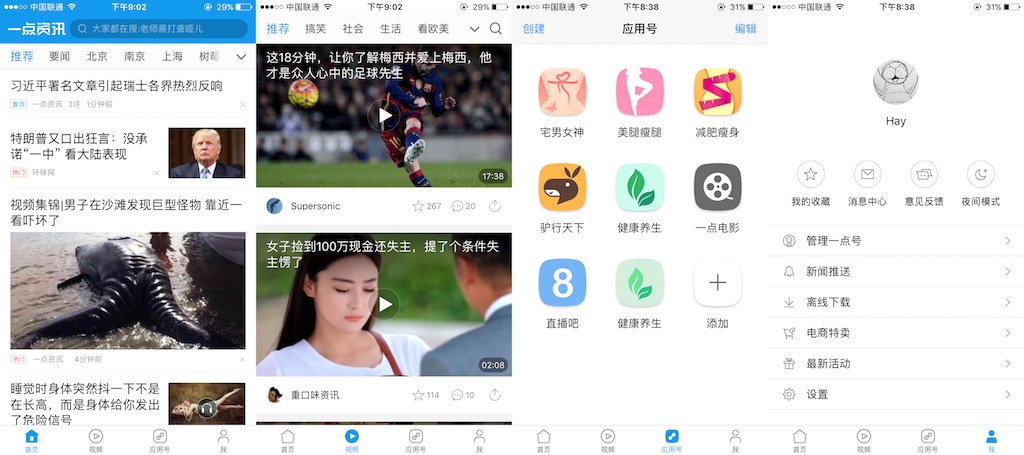 中国联通 下午9:02 29%
一点资讯 大家都在搜:老师暴打聋哑儿
推荐 要闻 北京 南京 上海 树莓
习近平署名文章引起瑞士各界热烈反响
置顶 一点资讯 3评 1分钟前
特朗普又口出狂言：没承
诺“一中” 看大陆表现
热门 环球网
视频集锦|男子在沙滩发现巨型怪物 靠近一
看吓坏了
热门 一点资讯 4分钟前
睡觉时身体突然抖一下不是
在长高，而是身体给你发出
了危险信号
首页 视频 应用号 我
中国联通 下午9:02 29%
推荐 搞笑 社会 生活 看欧美
这18分钟，让你了解梅西并爱上梅西，他
才是众人心中的足球先生
17:38
Supersonic 267 20
女子捡到100万现金还失主，提了个条件失
主愣了
02:08
重口味资讯 114 10
首页 视频 应用号 我
中国联通 下午8:38 31%
创建 应用号 编辑
宅男女神 美腿瘦腿 减肥瘦身
驴行天下 健康养生 一点电影
8
直播吧 健康养生 添加
首页 视频 应用号 我
中国联通 下午8:38 31%
Hay
我的收藏 消息中心 意见反馈 夜间模式
管理一点号
新闻推送
离线下载
电商特卖
最新活动
设置
首页 视频 应用号 我